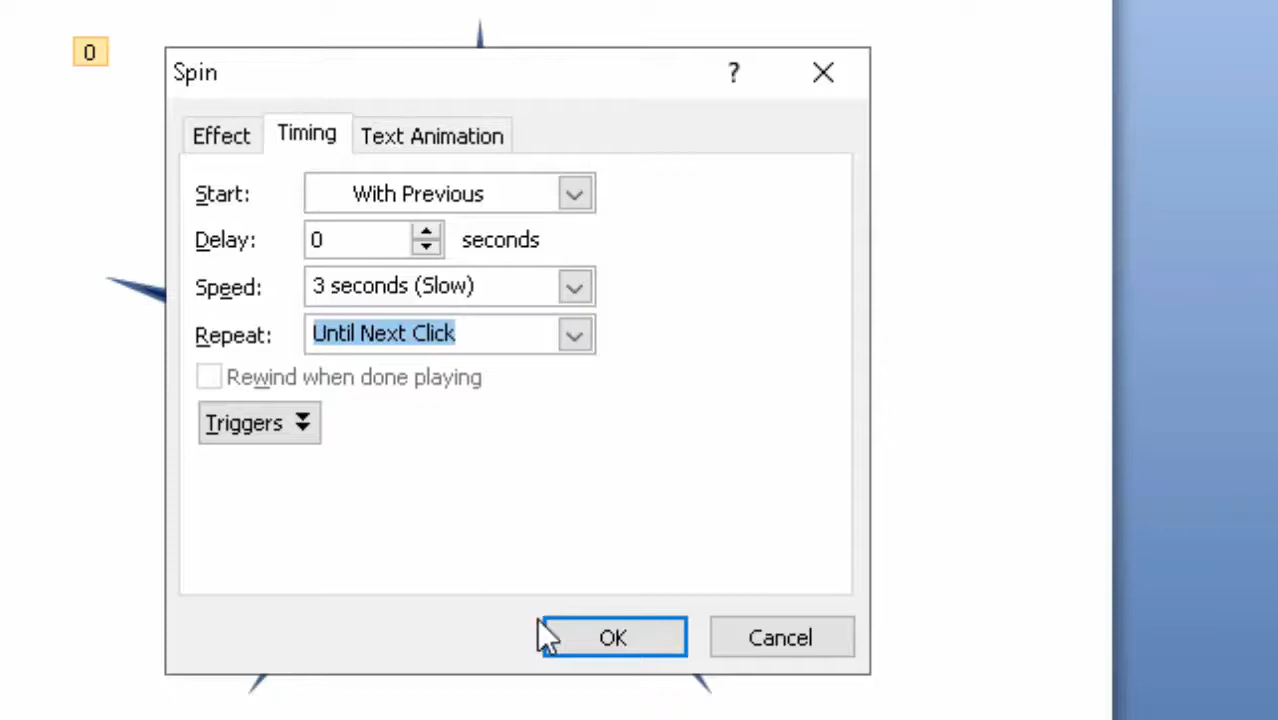 0
Spin ?
Effect Timing Text Animation
Start: With Previous
Delay: 0 seconds
Speed: 3 seconds (Slow)
Repeat: Until Next Click
Rewind when done playing
Triggers
OK Cancel